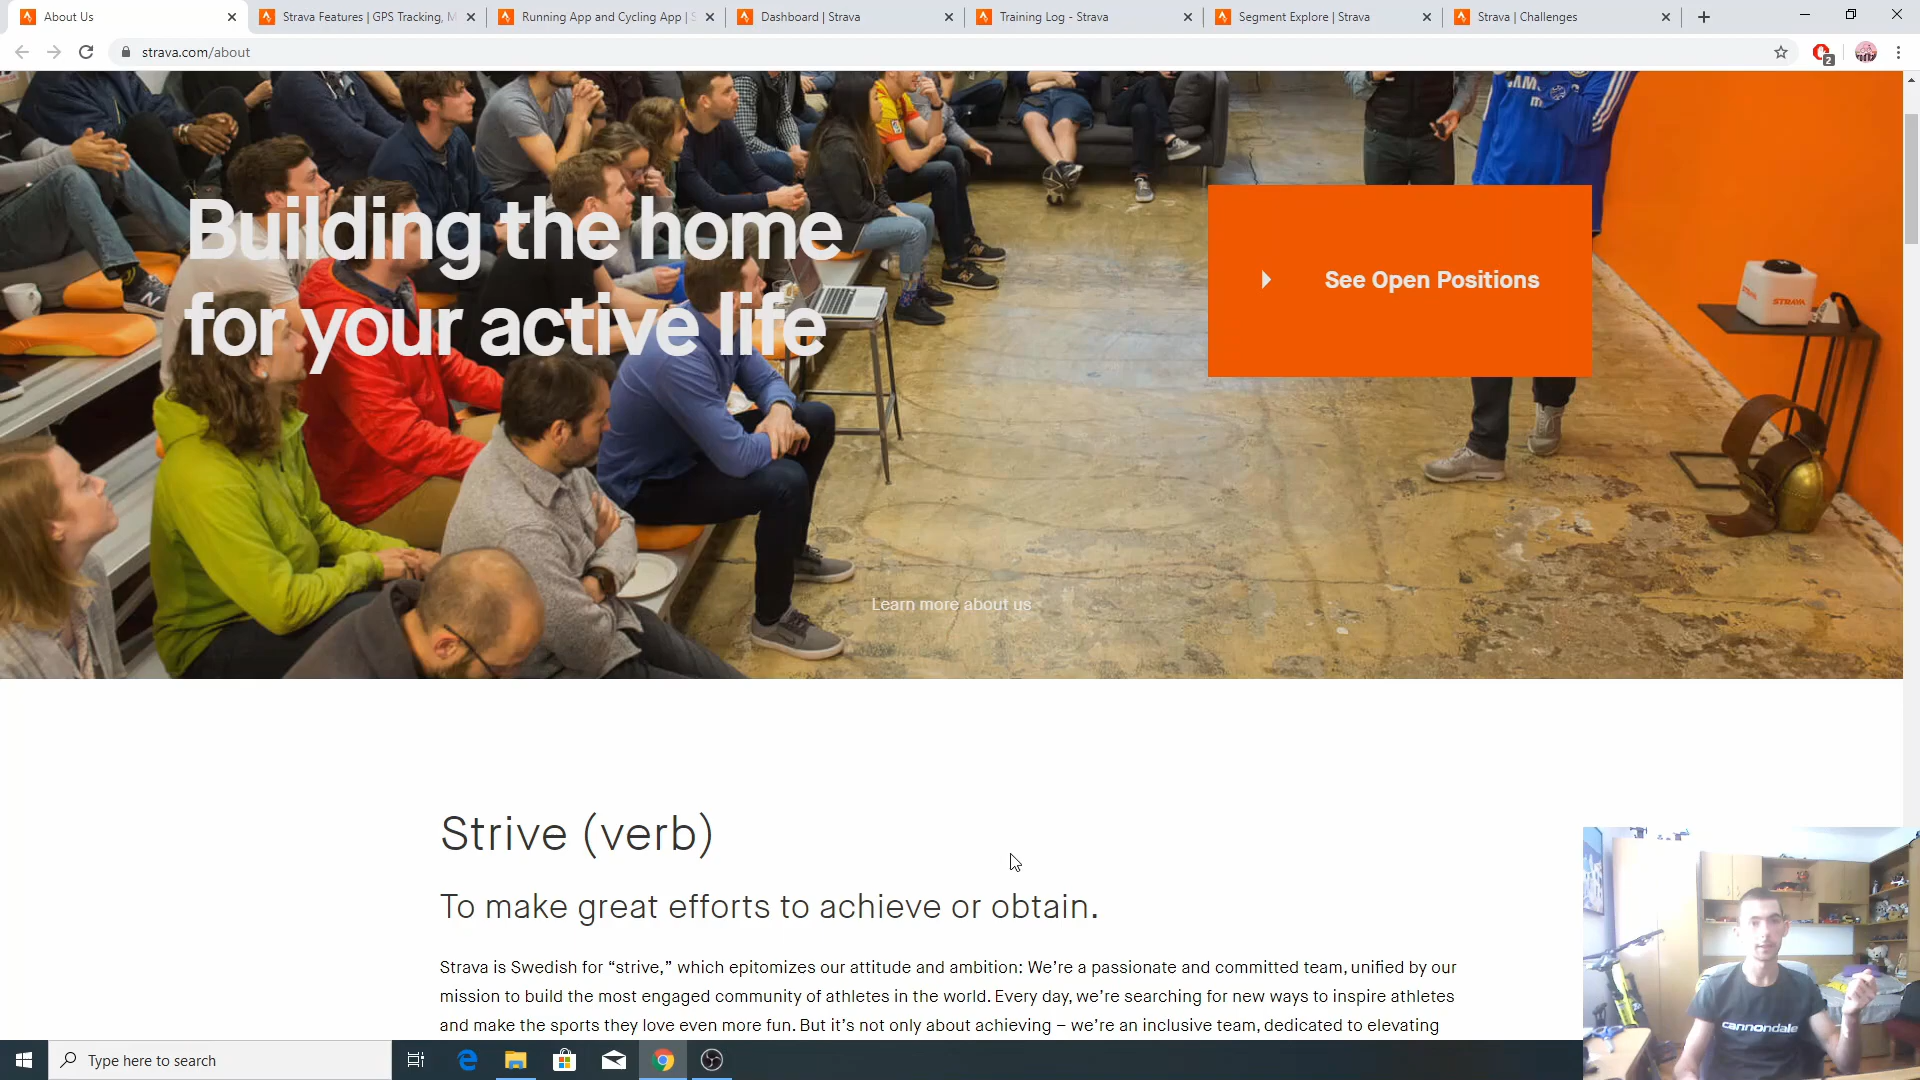 About Us
Strava Features | GPS Tracking, M
Running App and Cycling App | S
Dashboard | Strava
Training Log - Strava
Segment Explore | Strava
Strava | Challenges
strava.com/about
2
SAMSUNG
Building the home
for your active life
See Open Positions
STRAVA
Learn more about us
Strive (verb)
To make great efforts to achieve or obtain.
Strava is Swedish for “strive,” which epitomizes our attitude and ambition: We’re a passionate and committed team, unified by our
mission to build the most engaged community of athletes in the world. Every day, we’re searching for new ways to inspire athletes
and make the sports they love even more fun. But it’s not only about achieving – we’re an inclusive team, dedicated to elevating
cannondale
Type here to search